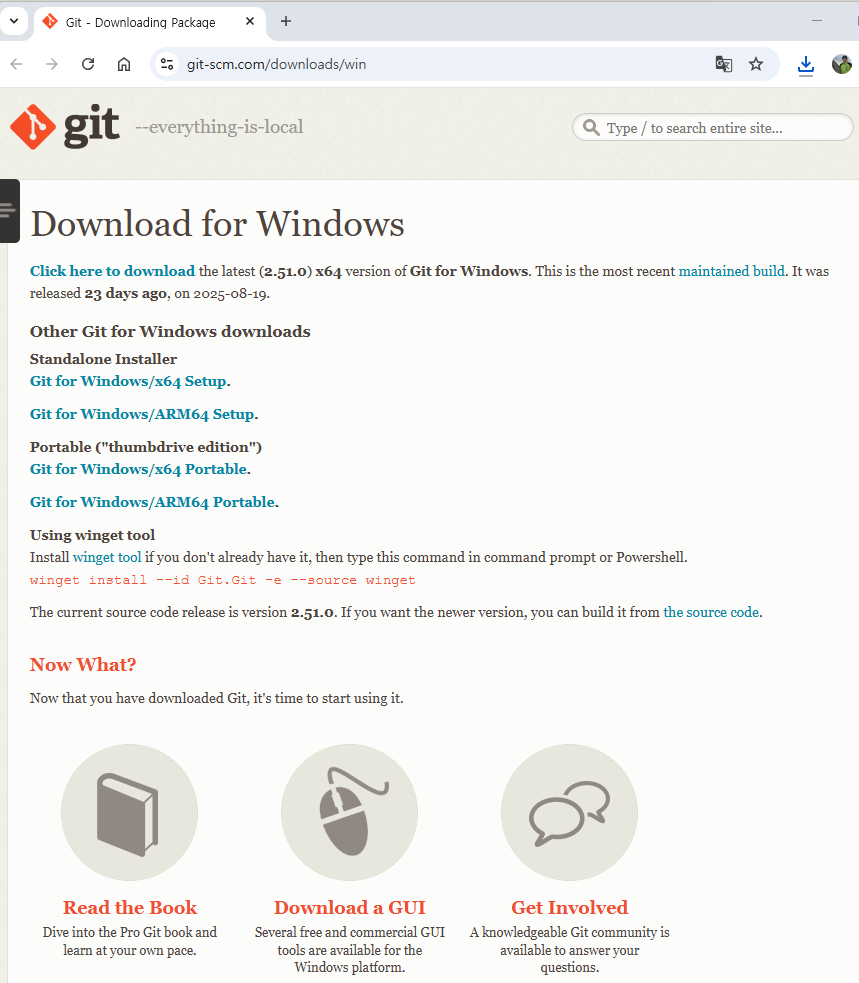 Git - Downloading Package
git-scm.com/downloads/win
git --everything-is-local
Type / to search entire site...
Download for Windows
Click here to download the latest (2.51.0) x64 version of Git for Windows. This is the most recent maintained build. It was
released 23 days ago, on 2025-08-19.
Other Git for Windows downloads
Standalone Installer
Git for Windows/x64 Setup.
Git for Windows/ARM64 Setup.
Portable ("thumbdrive edition")
Git for Windows/x64 Portable.
Git for Windows/ARM64 Portable.
Using winget tool
Install winget tool if you don't already have it, then type this command in command prompt or Powershell.
winget install --id Git.Git -e --source winget
The current source code release is version 2.51.0. If you want the newer version, you can build it from the source code.
Now What?
Now that you have downloaded Git, it's time to start using it.
Read the Book
Dive into the Pro Git book and
learn at your own pace.
Download a GUI
Several free and commercial GUI
tools are available for the
Windows platform.
Get Involved
A knowledgeable Git community is
available to answer your
questions.